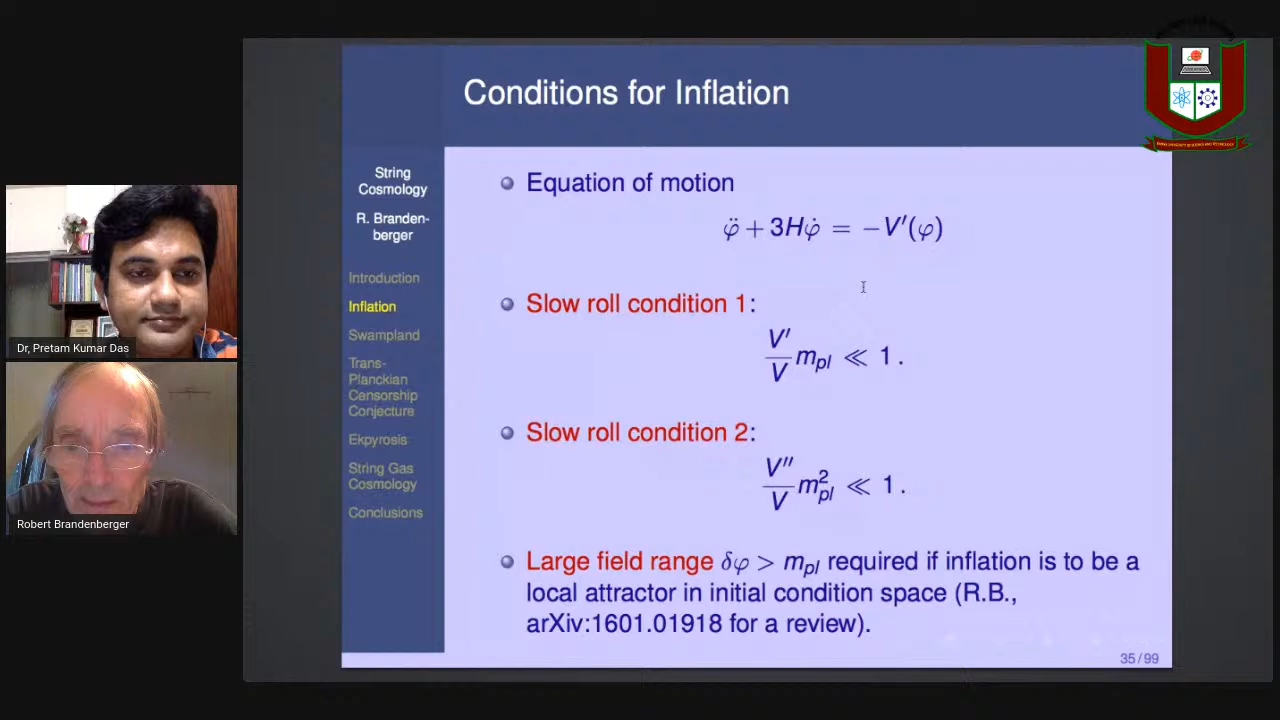 Conditions for Inflation
String
Cosmology
R. Branden-
berger
Introduction
Inflation
Swampland
Trans-
Planckian
Censorship
Conjecture
Ekpyrosis
String Gas
Cosmology
Conclusions
Equation of motion
φ̈ + 3Hφ̇ = −V′(φ)
Slow roll condition 1:
V′/V m_pl ≪ 1.
Slow roll condition 2:
V″/V m²_pl ≪ 1.
Large field range δφ > m_pl required if inflation is to be a
local attractor in initial condition space (R.B.,
arXiv:1601.01918 for a review).
35/99
Dr, Pretam Kumar Das
Robert Brandenberger